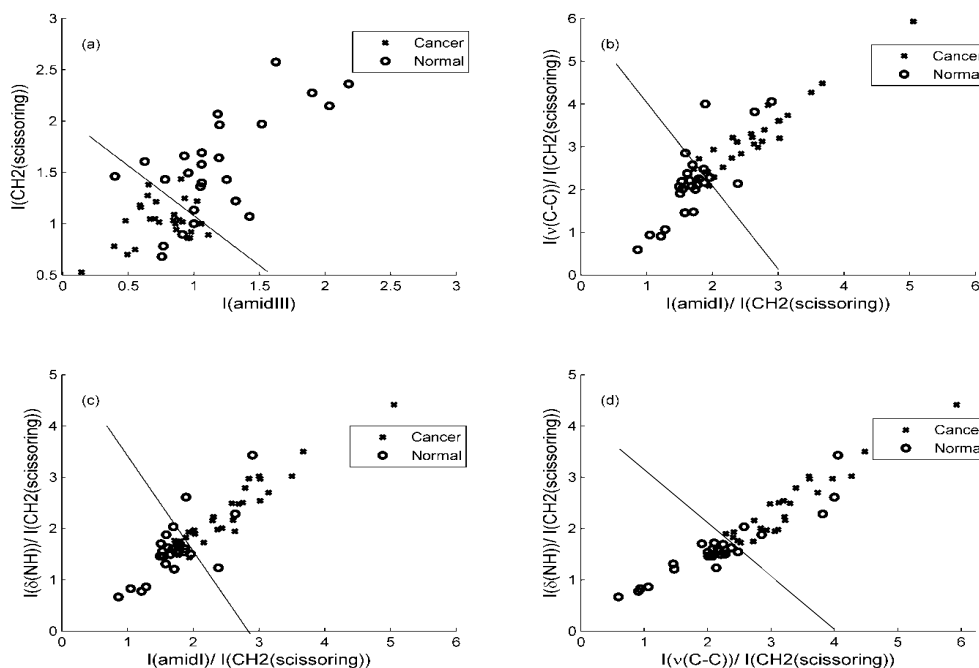 3
2.5
2
1.5
1
0.5
0
0.5
1
1.5
2
2.5
3
(a)
Cancer
Normal
I(CH2(scissoring))
I(amidIII)
6
5
4
3
2
1
0
0
1
2
3
4
5
6
(b)
Cancer
Normal
I(ν(C-C))/ I(CH2(scissoring))
I(amidI)/ I(CH2(scissoring))
5
4
3
2
1
0
0
1
2
3
4
5
6
(c)
Cancer
Normal
I(δ(NH))/ I(CH2(scissoring))
I(amidI)/ I(CH2(scissoring))
5
4
3
2
1
0
0
1
2
3
4
5
6
(d)
Cancer
Normal
I(δ(NH))/ I(CH2(scissoring))
I(ν(C-C))/ I(CH2(scissoring))